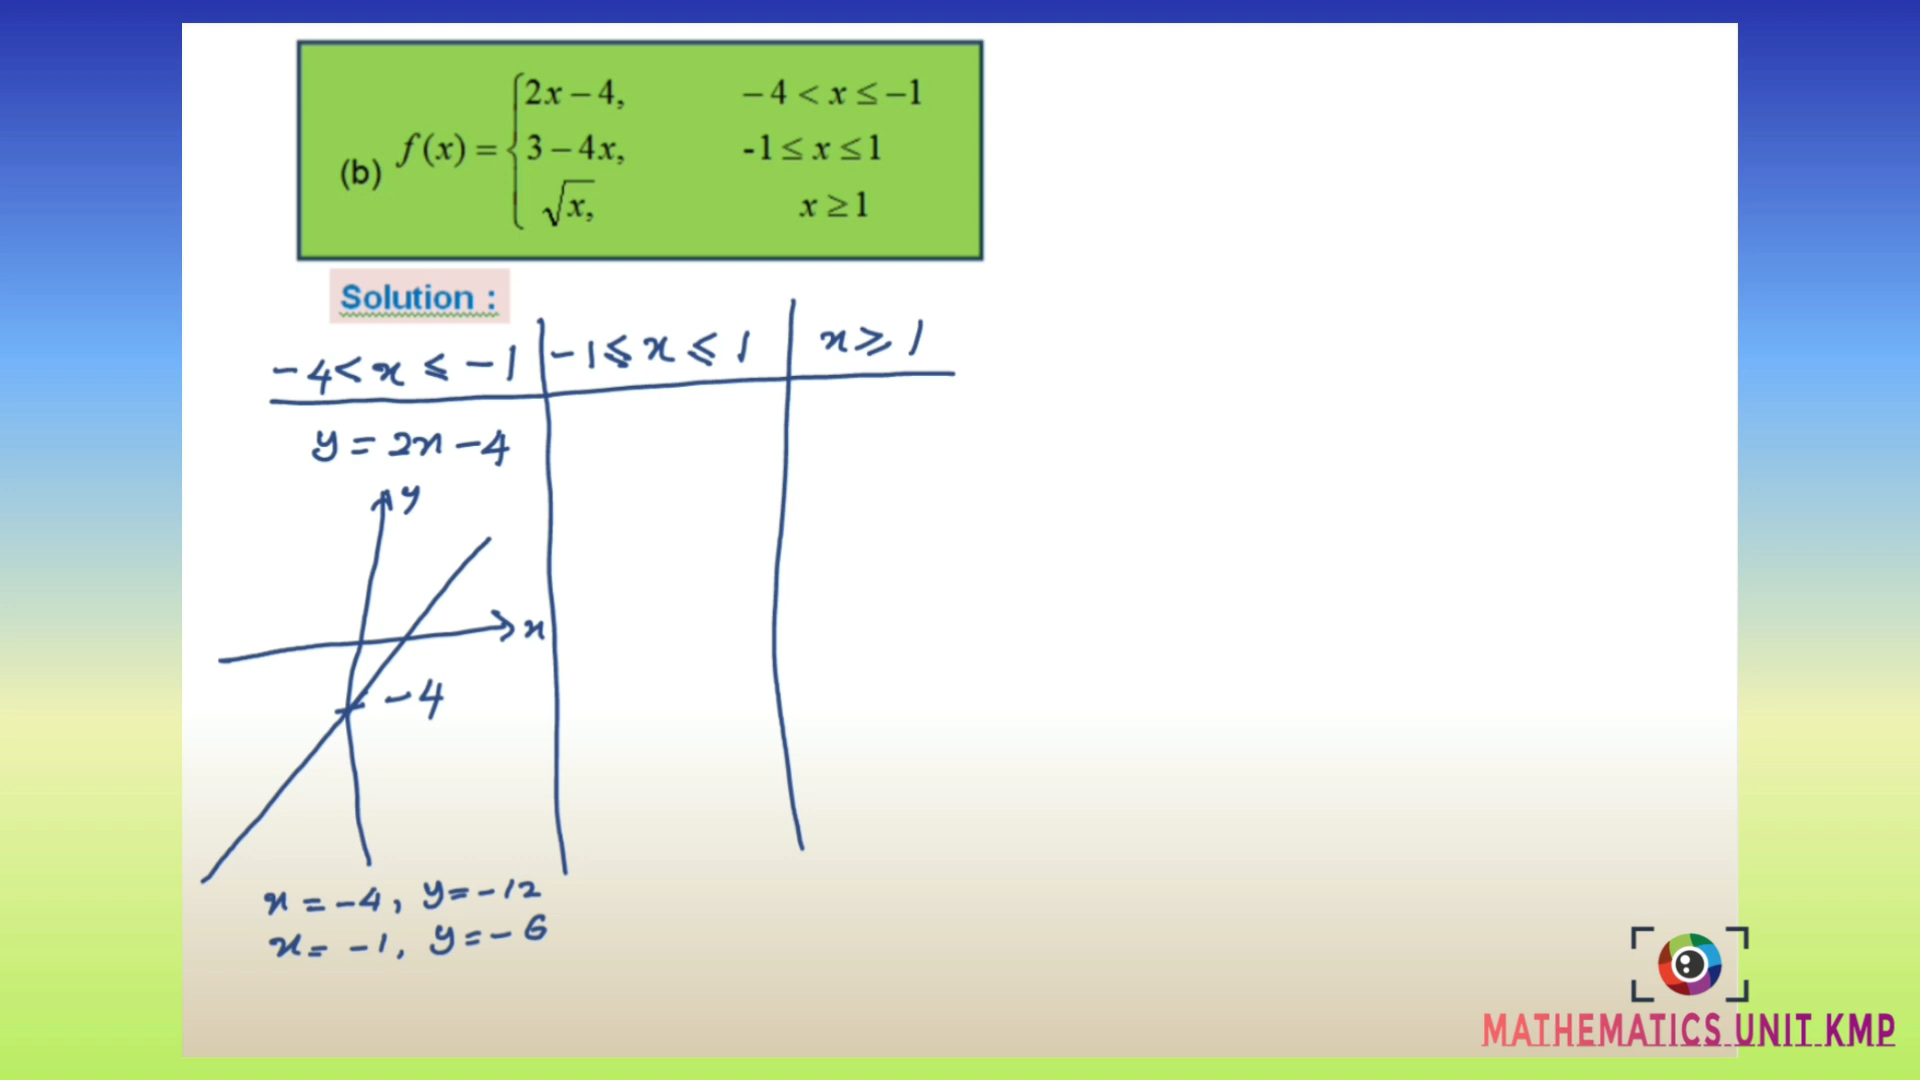 (b) f(x) = { 2x − 4, − 4 < x ≤ −1
3 − 4x, -1 ≤ x ≤ 1
√x, x ≥ 1
Solution :
-4 < x ≤ -1 | -1 ≤ x ≤ 1 | x ≥ 1
y = 2x - 4
y
x
-4
x = -4, y = -12
x = -1, y = -6
MATHEMATICS UNIT KMP